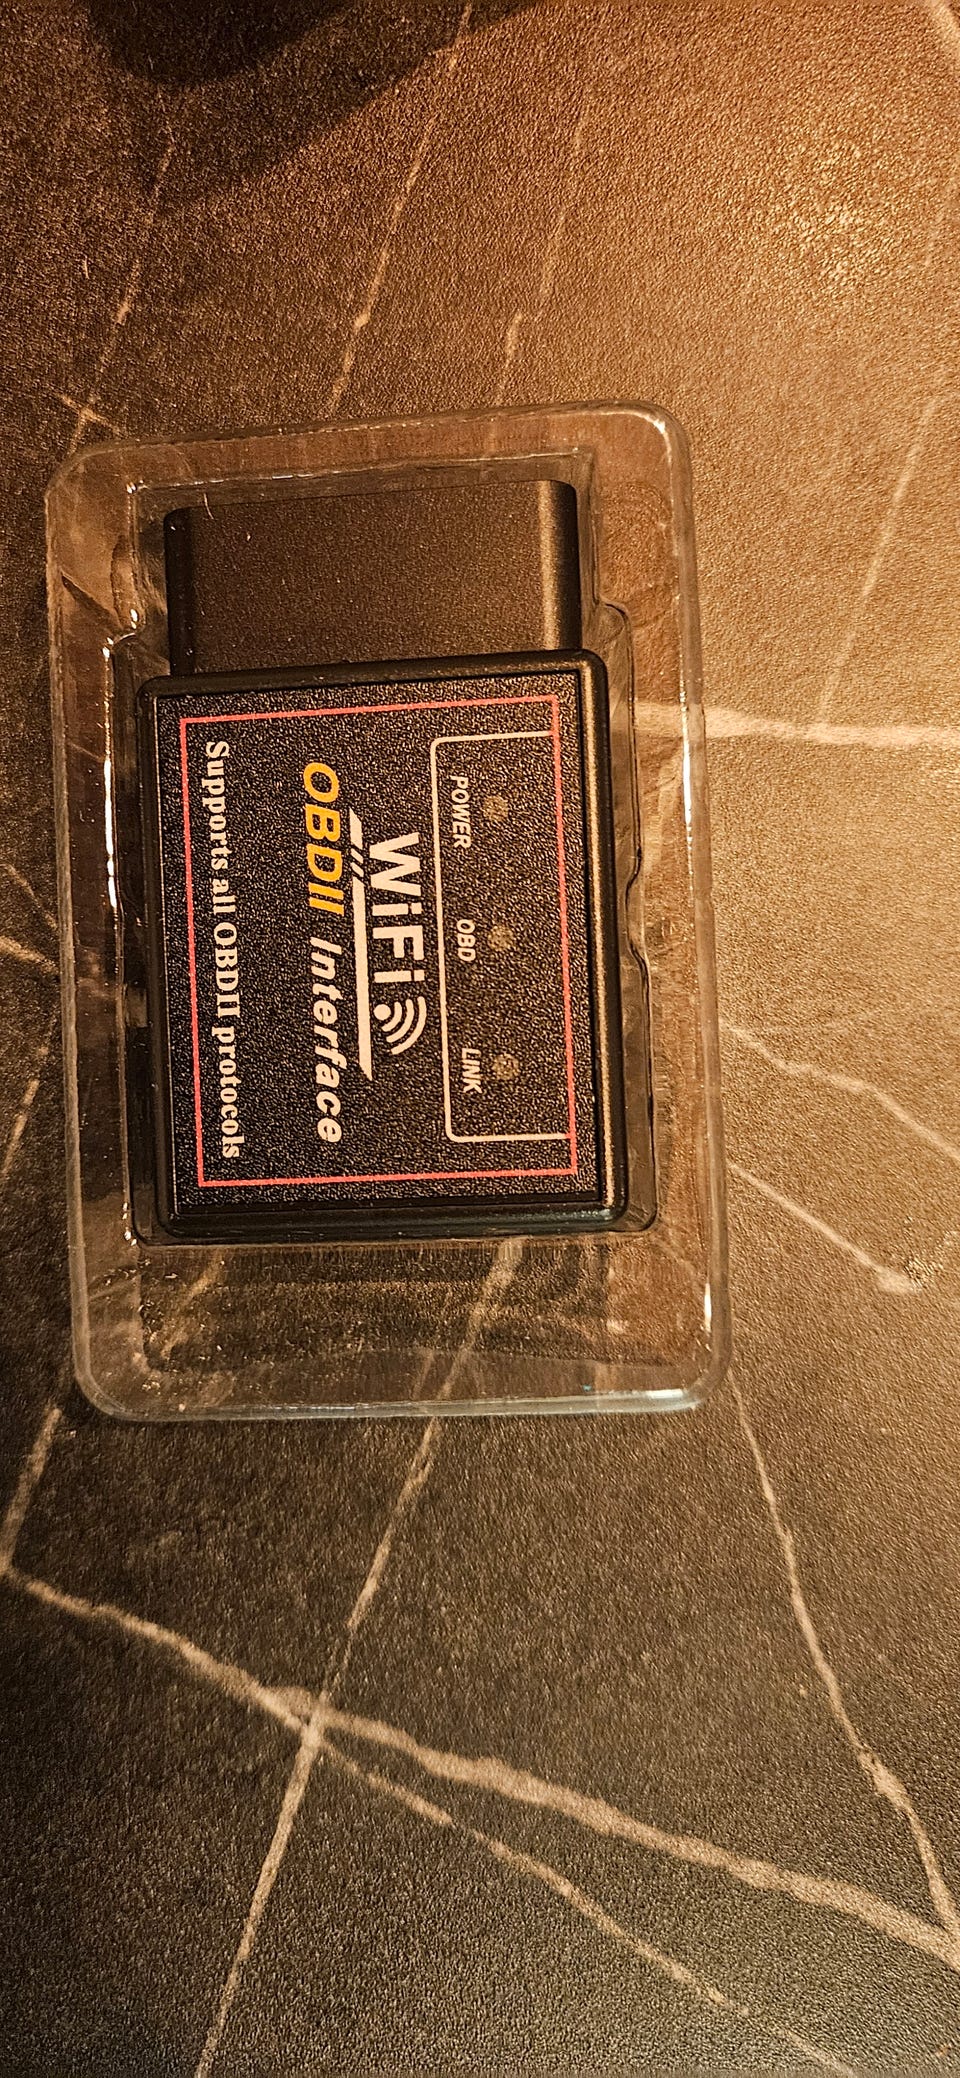 POWER OBD LINK
WiFi
OBDII Interface
Supports all OBDII protocols